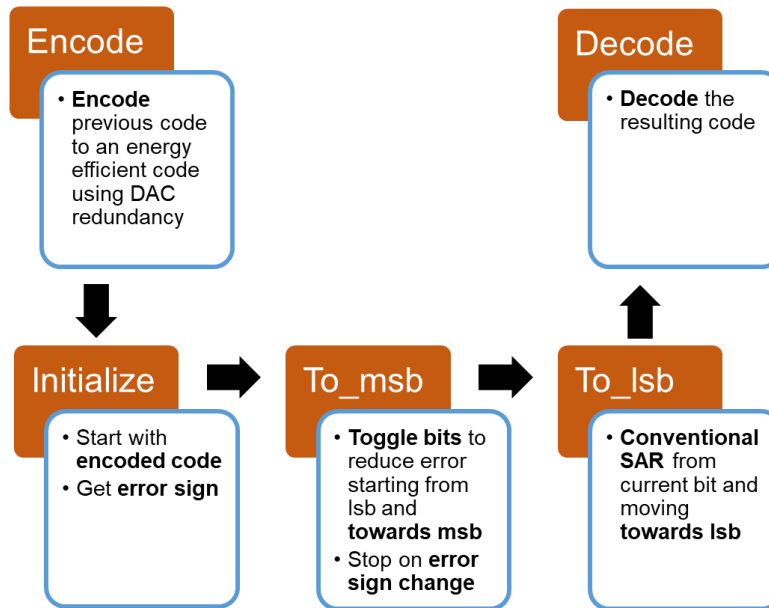 Encode
• Encode
previous code
to an energy
efficient code
using DAC
redundancy
Initialize
• Start with
encoded code
• Get error sign
To_msb
• Toggle bits to
reduce error
starting from
lsb and
towards msb
• Stop on error
sign change
To_lsb
• Conventional
SAR from
current bit and
moving
towards lsb
Decode
• Decode the
resulting code